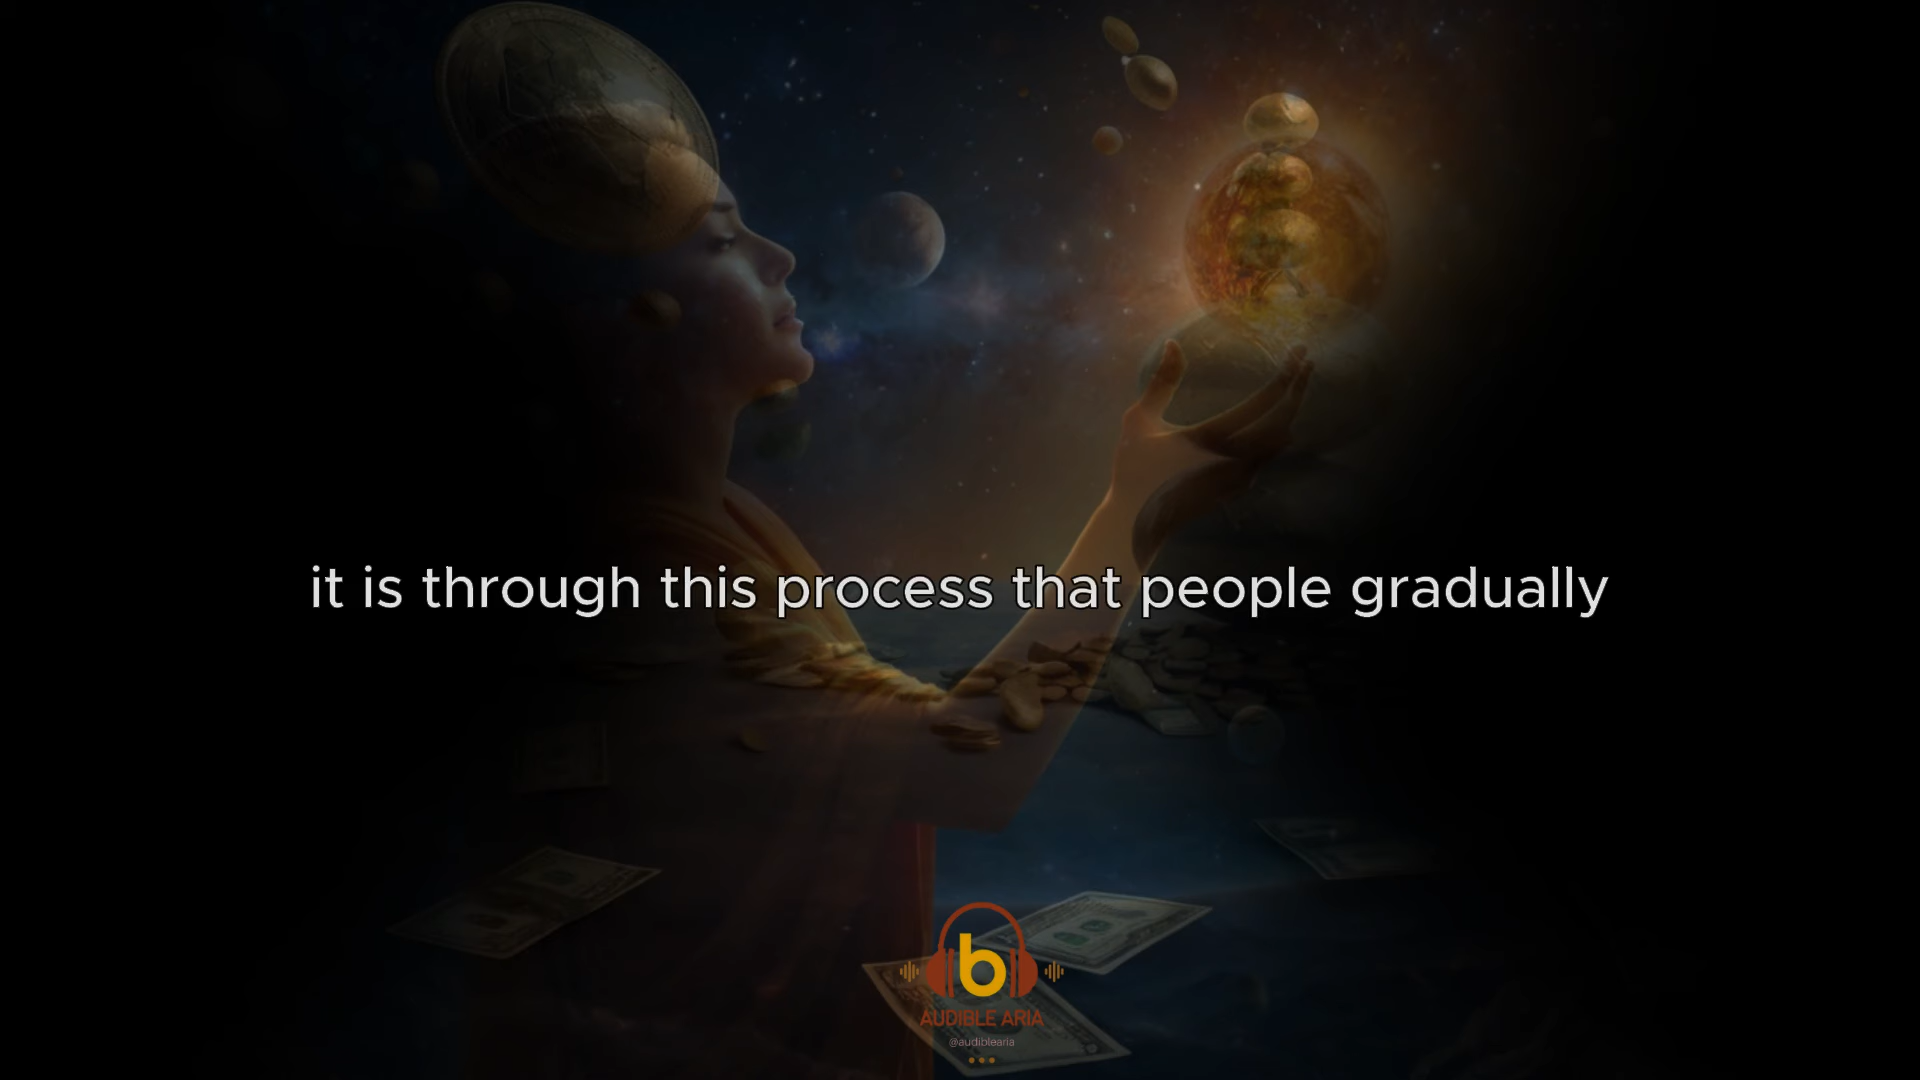 it is through this process that people gradually
b
AUDIBLE ARIA
@audiblearia